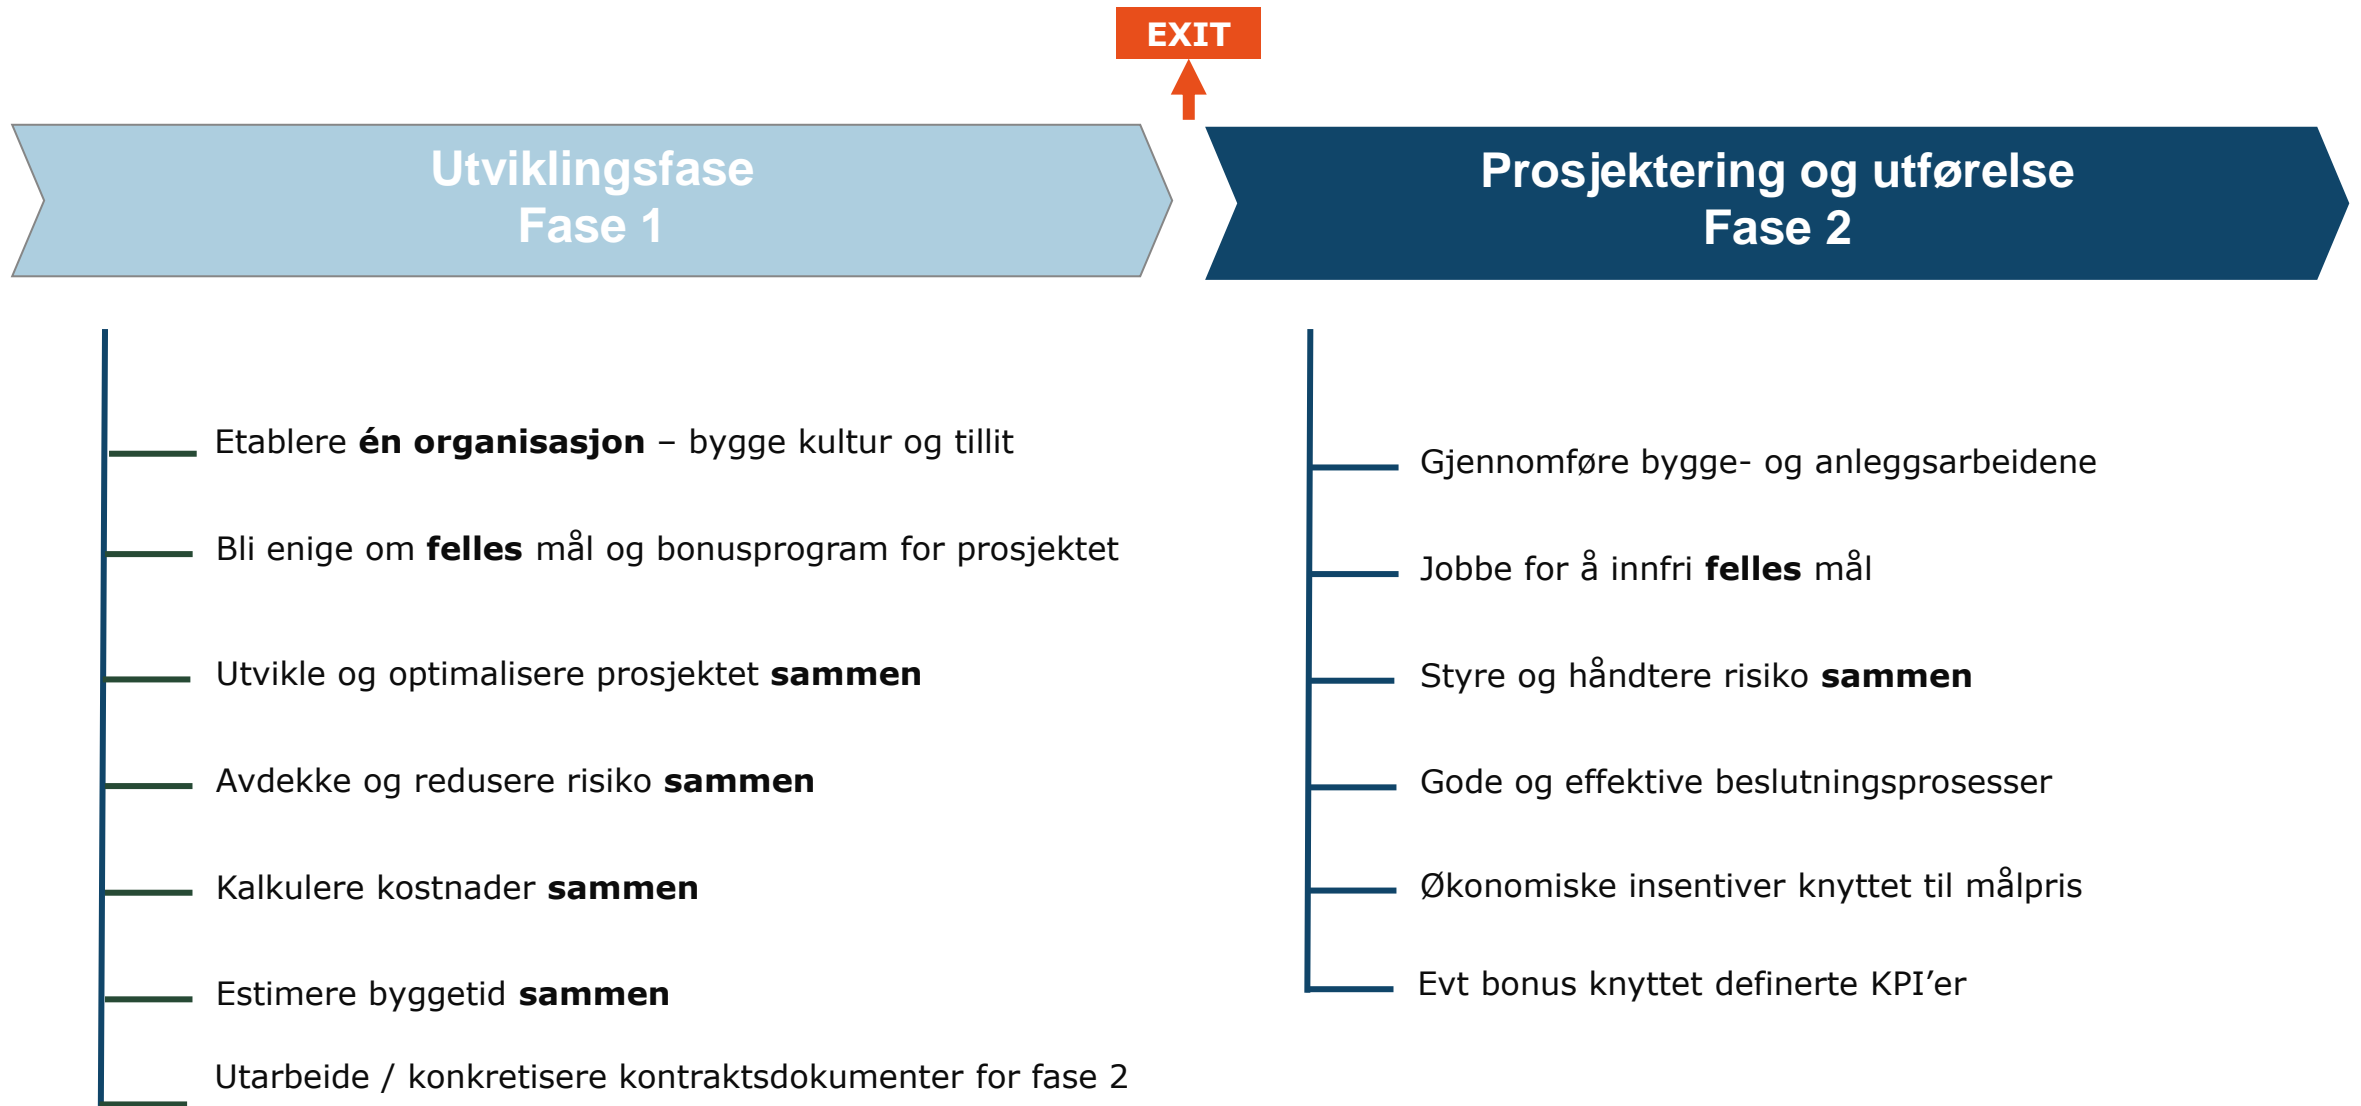 EXIT
Utviklingsfase
Fase 1
Prosjektering og utførelse
Fase 2
Etablere én organisasjon – bygge kultur og tillit
Bli enige om felles mål og bonusprogram for prosjektet
Utvikle og optimalisere prosjektet sammen
Avdekke og redusere risiko sammen
Kalkulere kostnader sammen
Estimere byggetid sammen
Utarbeide / konkretisere kontraktsdokumenter for fase 2
Gjennomføre bygge- og anleggsarbeidene
Jobbe for å innfri felles mål
Styre og håndtere risiko sammen
Gode og effektive beslutningsprosesser
Økonomiske insentiver knyttet til målpris
Evt bonus knyttet definerte KPI’er